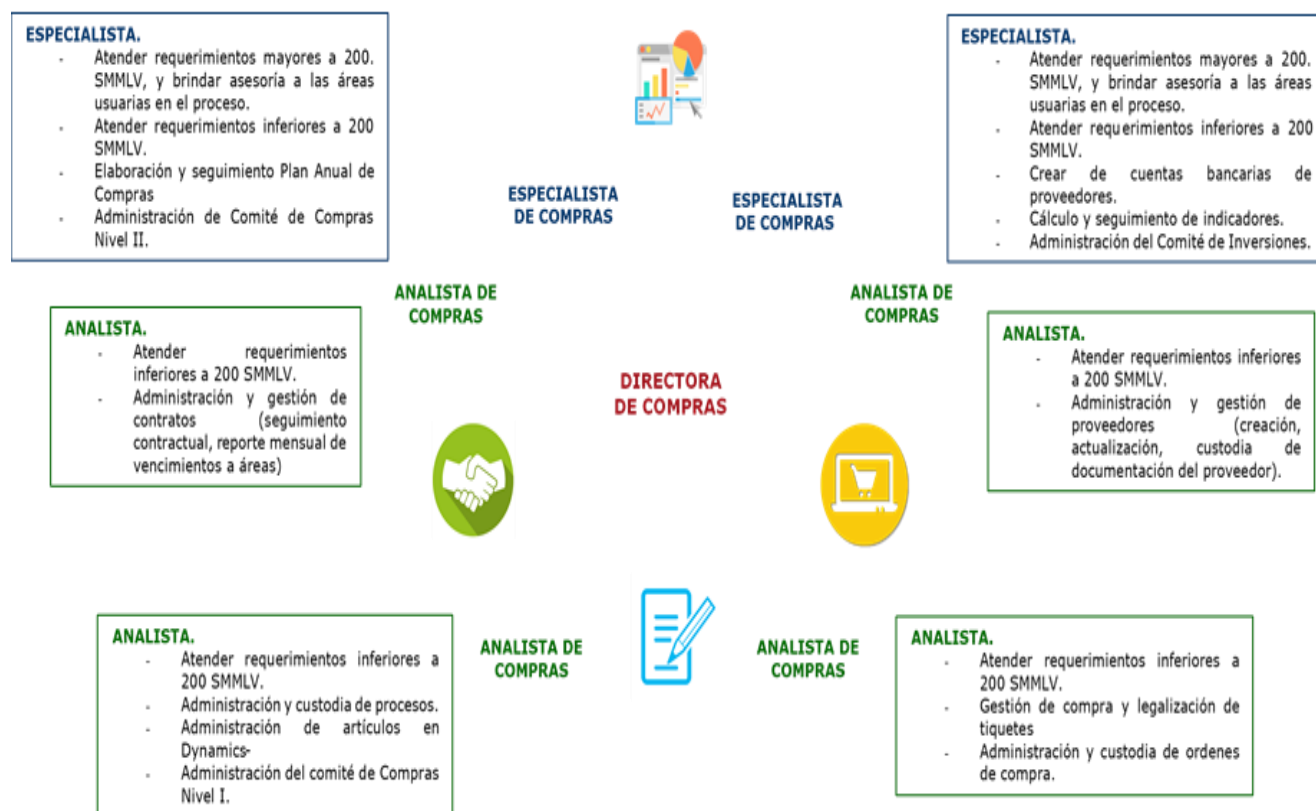 ESPECIALISTA.
- Atender requerimientos mayores a 200.
SMMLV, y brindar asesoría a las áreas
usuarias en el proceso.
- Atender requerimientos inferiores a 200
SMMLV.
- Elaboración y seguimiento Plan Anual de
Compras
- Administración de Comité de Compras
Nivel II.
ESPECIALISTA
DE COMPRAS
ESPECIALISTA
DE COMPRAS
ESPECIALISTA.
- Atender requerimientos mayores a 200.
SMMLV, y brindar asesoría a las áreas
usuarias en el proceso.
- Atender requerimientos inferiores a 200
SMMLV.
- Crear de cuentas bancarias de
proveedores.
- Cálculo y seguimiento de indicadores.
- Administración del Comité de Inversiones.
ANALISTA DE
COMPRAS
ANALISTA DE
COMPRAS
ANALISTA.
- Atender requerimientos
inferiores a 200 SMMLV.
- Administración y gestión de
contratos (seguimiento
contractual, reporte mensual de
vencimientos a áreas)
DIRECTORA
DE COMPRAS
ANALISTA.
- Atender requerimientos inferiores
a 200 SMMLV.
- Administración y gestión de
proveedores (creación,
actualización, custodia de
documentación del proveedor).
ANALISTA.
- Atender requerimientos inferiores a
200 SMMLV.
- Administración y custodia de procesos.
- Administración de artículos en
Dynamics-
- Administración del comité de Compras
Nivel I.
ANALISTA DE
COMPRAS
ANALISTA DE
COMPRAS
ANALISTA.
- Atender requerimientos inferiores a
200 SMMLV.
- Gestión de compra y legalización de
tiquetes
- Administración y custodia de ordenes
de compra.